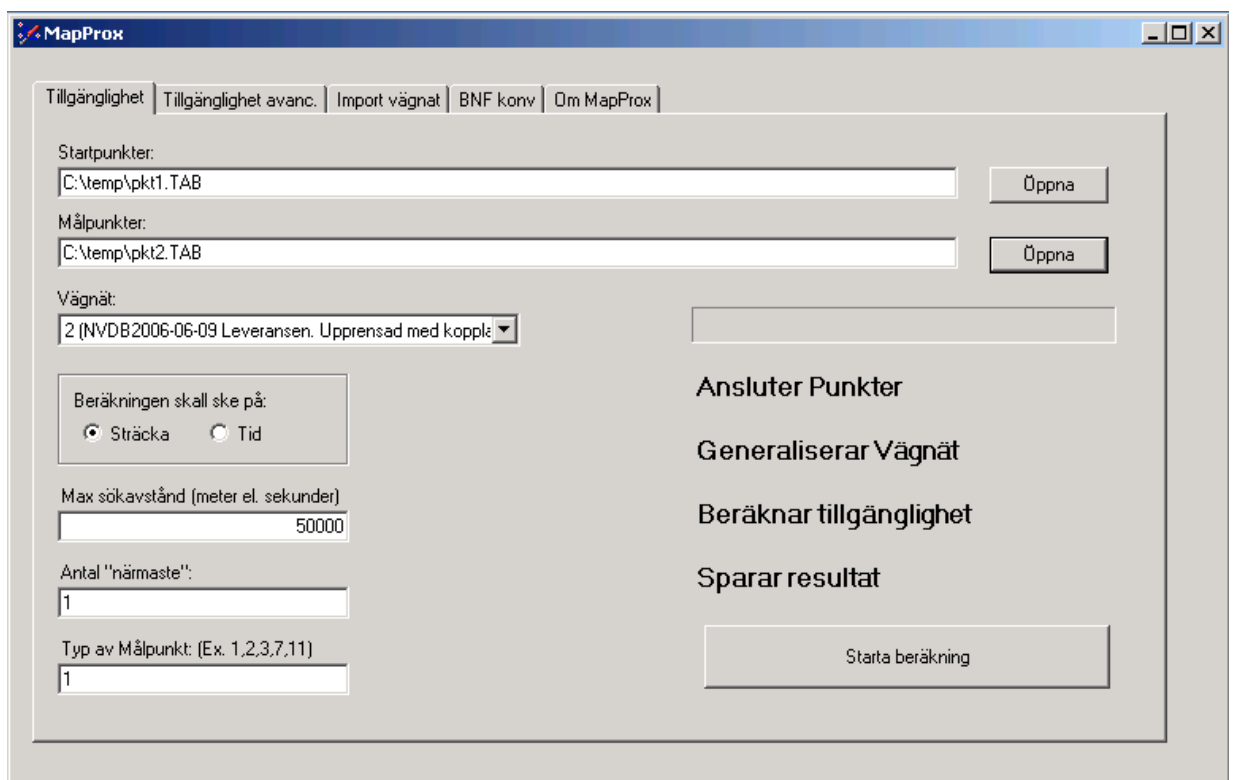 MapProx
Tillgänglighet Tillgänglighet avanc. Import vägnat BNF konv Om MapProx
Startpunkter:
C:\temp\pkt1.TAB Öppna
Målpunkter:
C:\temp\pkt2.TAB Öppna
Vägnät:
2 (NVDB2006-06-09 Leveransen. Upprensad med koppla
Beräkningen skall ske på:
Sträcka Tid
Max sökavstånd (meter el. sekunder)
50000
Antal "närmaste":
1
Typ av Målpunkt: (Ex. 1,2,3,7,11)
1
Ansluter Punkter
Generaliserar Vägnät
Beräknar tillgänglighet
Sparar resultat
Starta beräkning